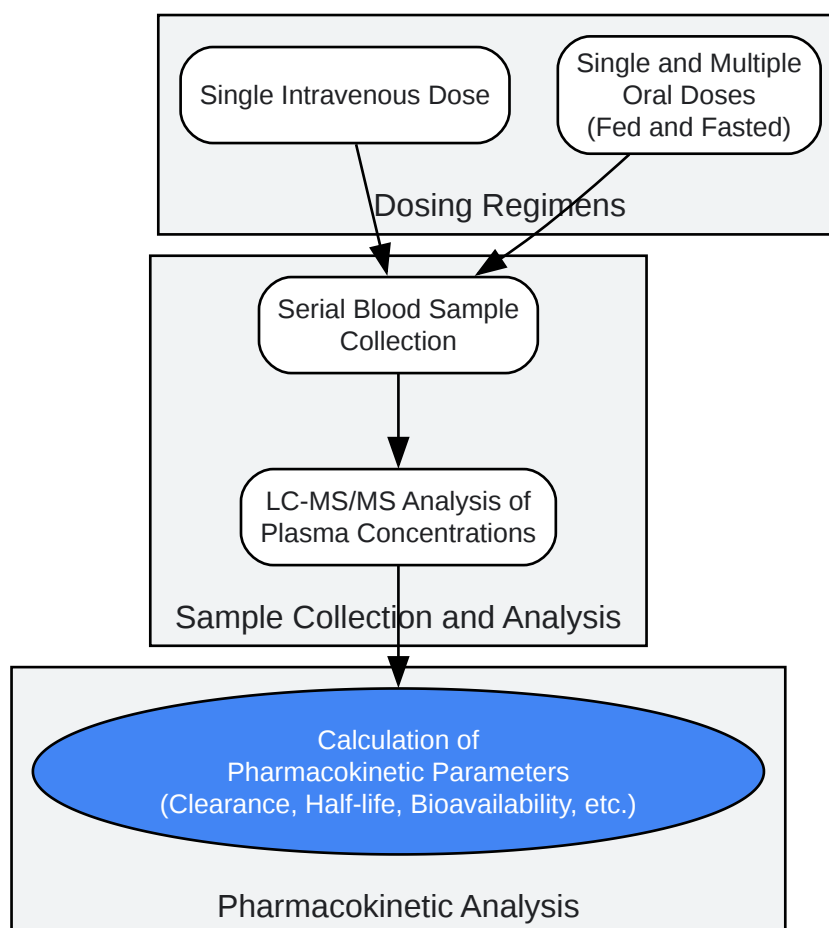 Single Intravenous Dose
Single and Multiple
Oral Doses
(Fed and Fasted)
Dosing Regimens
Serial Blood Sample
Collection
LC-MS/MS Analysis of
Plasma Concentrations
Sample Collection and Analysis
Calculation of
Pharmacokinetic Parameters
(Clearance, Half-life, Bioavailability, etc.)
Pharmacokinetic Analysis